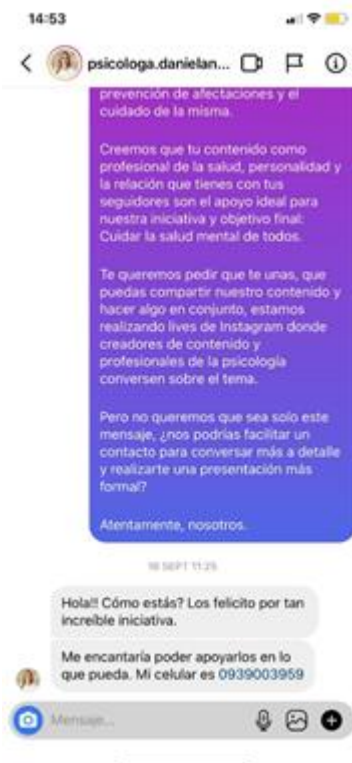 14:53
psicologa.danielan...
prevención de afectaciones y el
cuidado de la misma.
Creemos que tu contenido como
profesional de la salud, personalidad y
la relación que tienes con tus
seguidores son el apoyo ideal para
nuestra iniciativa y objetivo final:
Cuidar la salud mental de todos.
Te queremos pedir que te unas, que
puedas compartir nuestro contenido y
hacer algo en conjunto, estamos
realizando lives de Instagram donde
creadores de contenido y
profesionales de la psicología
conversen sobre el tema.
Pero no queremos que sea solo este
mensaje, ¿nos podrías facilitar un
contacto para conversar más a detalle
y realizarte una presentación más
formal?
Atentamente, nosotros.
SEPT 11:25
Hola!! Cómo estás? Los felicito por tan
increíble iniciativa.
Me encantaría poder apoyarlos en lo
que pueda. Mi celular es 0939003959
Mensaje...